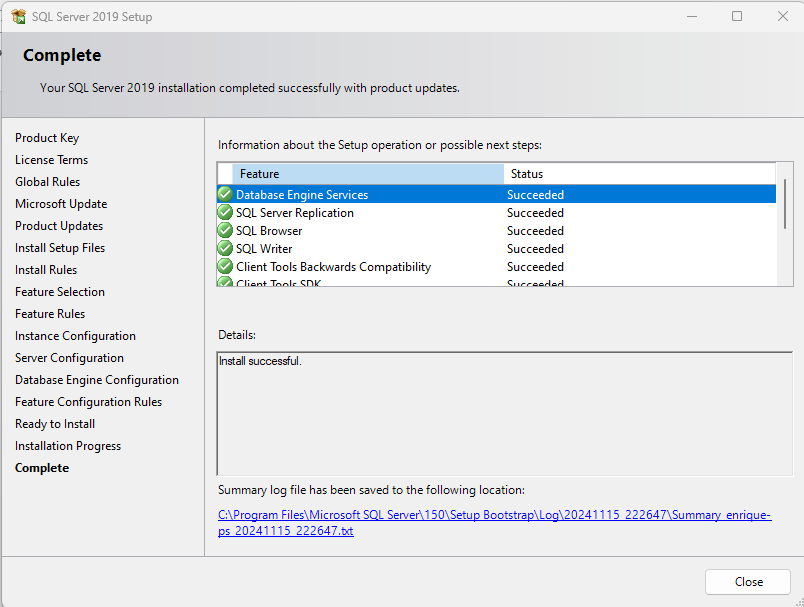 SQL Server 2019 Setup
Complete
Your SQL Server 2019 installation completed successfully with product updates.
Product Key
License Terms
Global Rules
Microsoft Update
Product Updates
Install Setup Files
Install Rules
Feature Selection
Feature Rules
Instance Configuration
Server Configuration
Database Engine Configuration
Feature Configuration Rules
Ready to Install
Installation Progress
Complete
Information about the Setup operation or possible next steps:
Feature Status
Database Engine Services Succeeded
SQL Server Replication Succeeded
SQL Browser Succeeded
SQL Writer Succeeded
Client Tools Backwards Compatibility Succeeded
Client Tools SDK Succeeded
Details:
Install successful.
Summary log file has been saved to the following location:
C:\Program Files\Microsoft SQL Server\150\Setup Bootstrap\Log\20241115_222647\Summary_enrique-
ps_20241115_222647.txt
Close